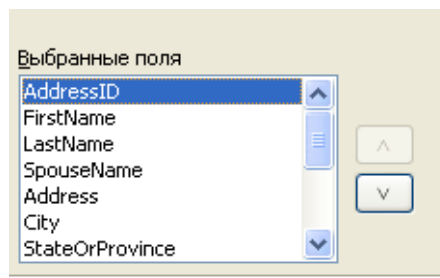 Выбранные поля
AddressID
FirstName
LastName
SpouseName
Address
City
StateOrProvince